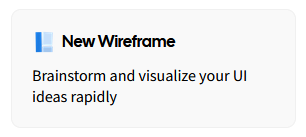 New Wireframe
Brainstorm and visualize your UI
ideas rapidly